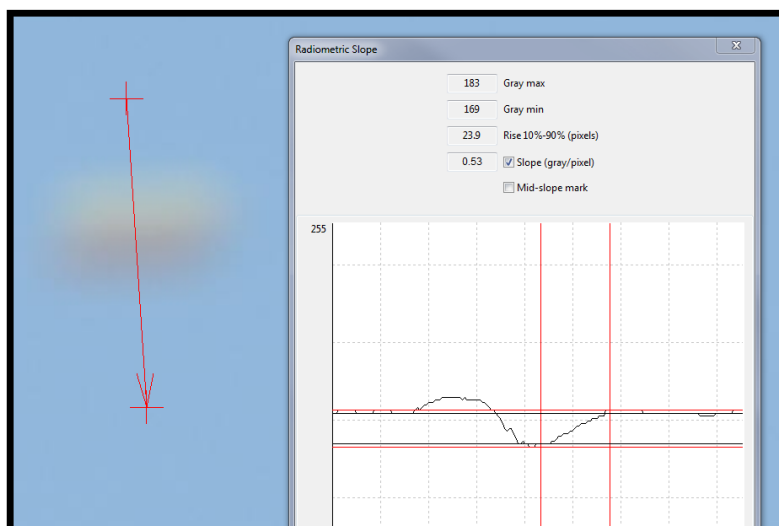 Radiometric Slope
183 Gray max
169 Gray min
23.9 Rise 10%-90% (pixels)
0.53 Slope (gray/pixel)
Mid-slope mark
255